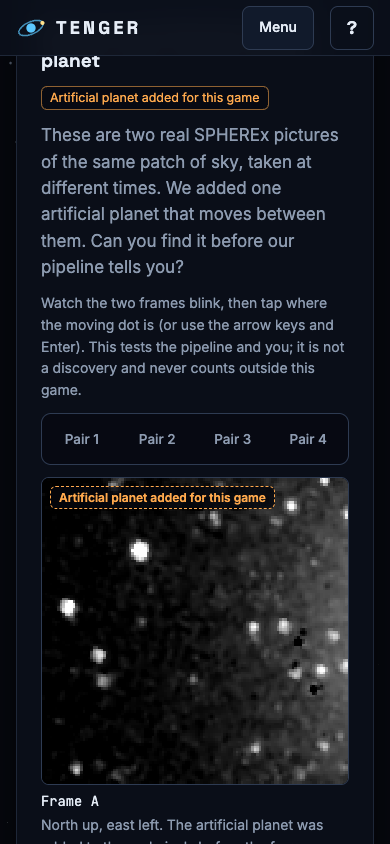 TENGER
Menu
?
planet
Artificial planet added for this game
These are two real SPHEREx pictures
of the same patch of sky, taken at
different times. We added one
artificial planet that moves between
them. Can you find it before our
pipeline tells you?
Watch the two frames blink, then tap where
the moving dot is (or use the arrow keys and
Enter). This tests the pipeline and you; it is not
a discovery and never counts outside this
game.
Pair 1
Pair 2
Pair 3
Pair 4
Artificial planet added for this game
Frame A
North up, east left. The artificial planet was